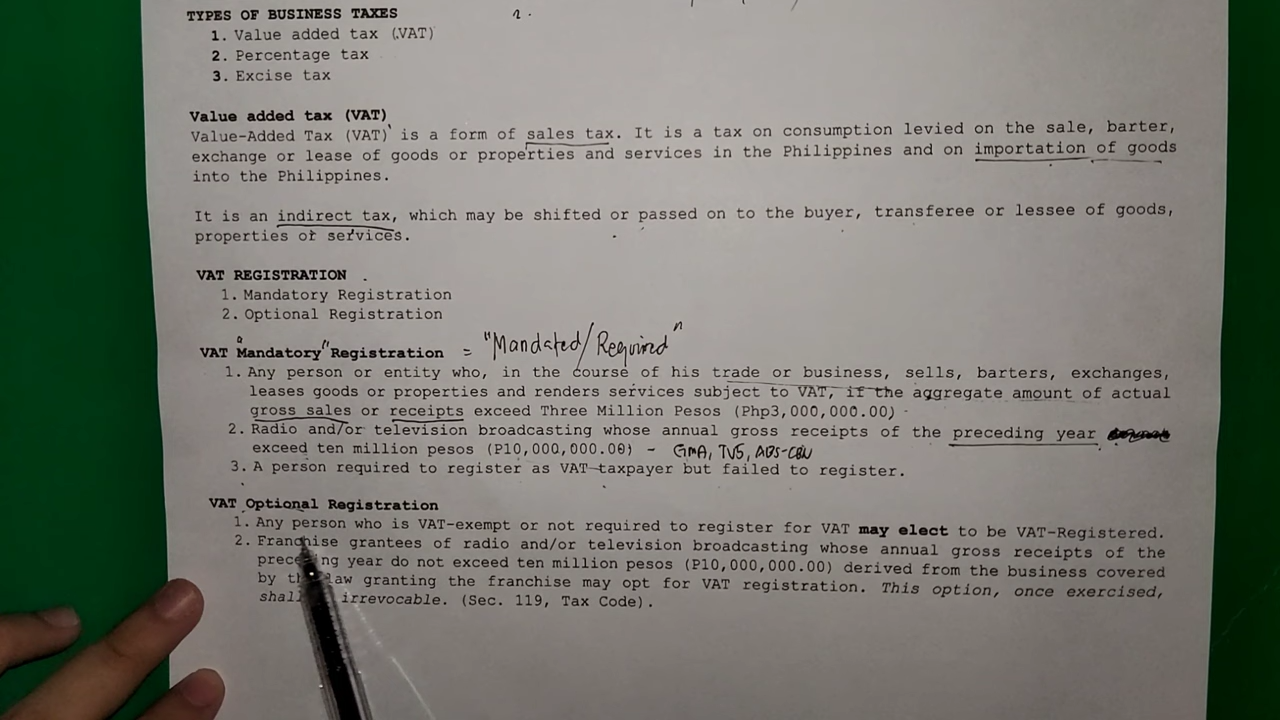 TYPES OF BUSINESS TAXES 2.
1. Value added tax (VAT)
2. Percentage tax
3. Excise tax
Value added tax (VAT)
Value-Added Tax (VAT) is a form of sales tax. It is a tax on consumption levied on the sale, barter,
exchange or lease of goods or properties and services in the Philippines and on importation of goods
into the Philippines.
It is an indirect tax, which may be shifted or passed on to the buyer, transferee or lessee of goods,
properties or services.
VAT REGISTRATION
1. Mandatory Registration
2. Optional Registration
VAT "Mandatory" Registration = "Mandated/Required"
1. Any person or entity who, in the course of his trade or business, sells, barters, exchanges,
leases goods or properties and renders services subject to VAT, if the aggregate amount of actual
gross sales or receipts exceed Three Million Pesos (Php3,000,000.00)
2. Radio and/or television broadcasting whose annual gross receipts of the preceding year
exceed ten million pesos (P10,000,000.00) - GMA, TV5, ABS-CBN
3. A person required to register as VAT taxpayer but failed to register.
VAT Optional Registration
1. Any person who is VAT-exempt or not required to register for VAT may elect to be VAT-Registered.
2. Franchise grantees of radio and/or television broadcasting whose annual gross receipts of the
year do not exceed ten million pesos (P10,000,000.00) derived from the business covered
by law granting the franchise may opt for VAT registration. This option, once exercised,
irrevocable. (Sec. 119, Tax Code).